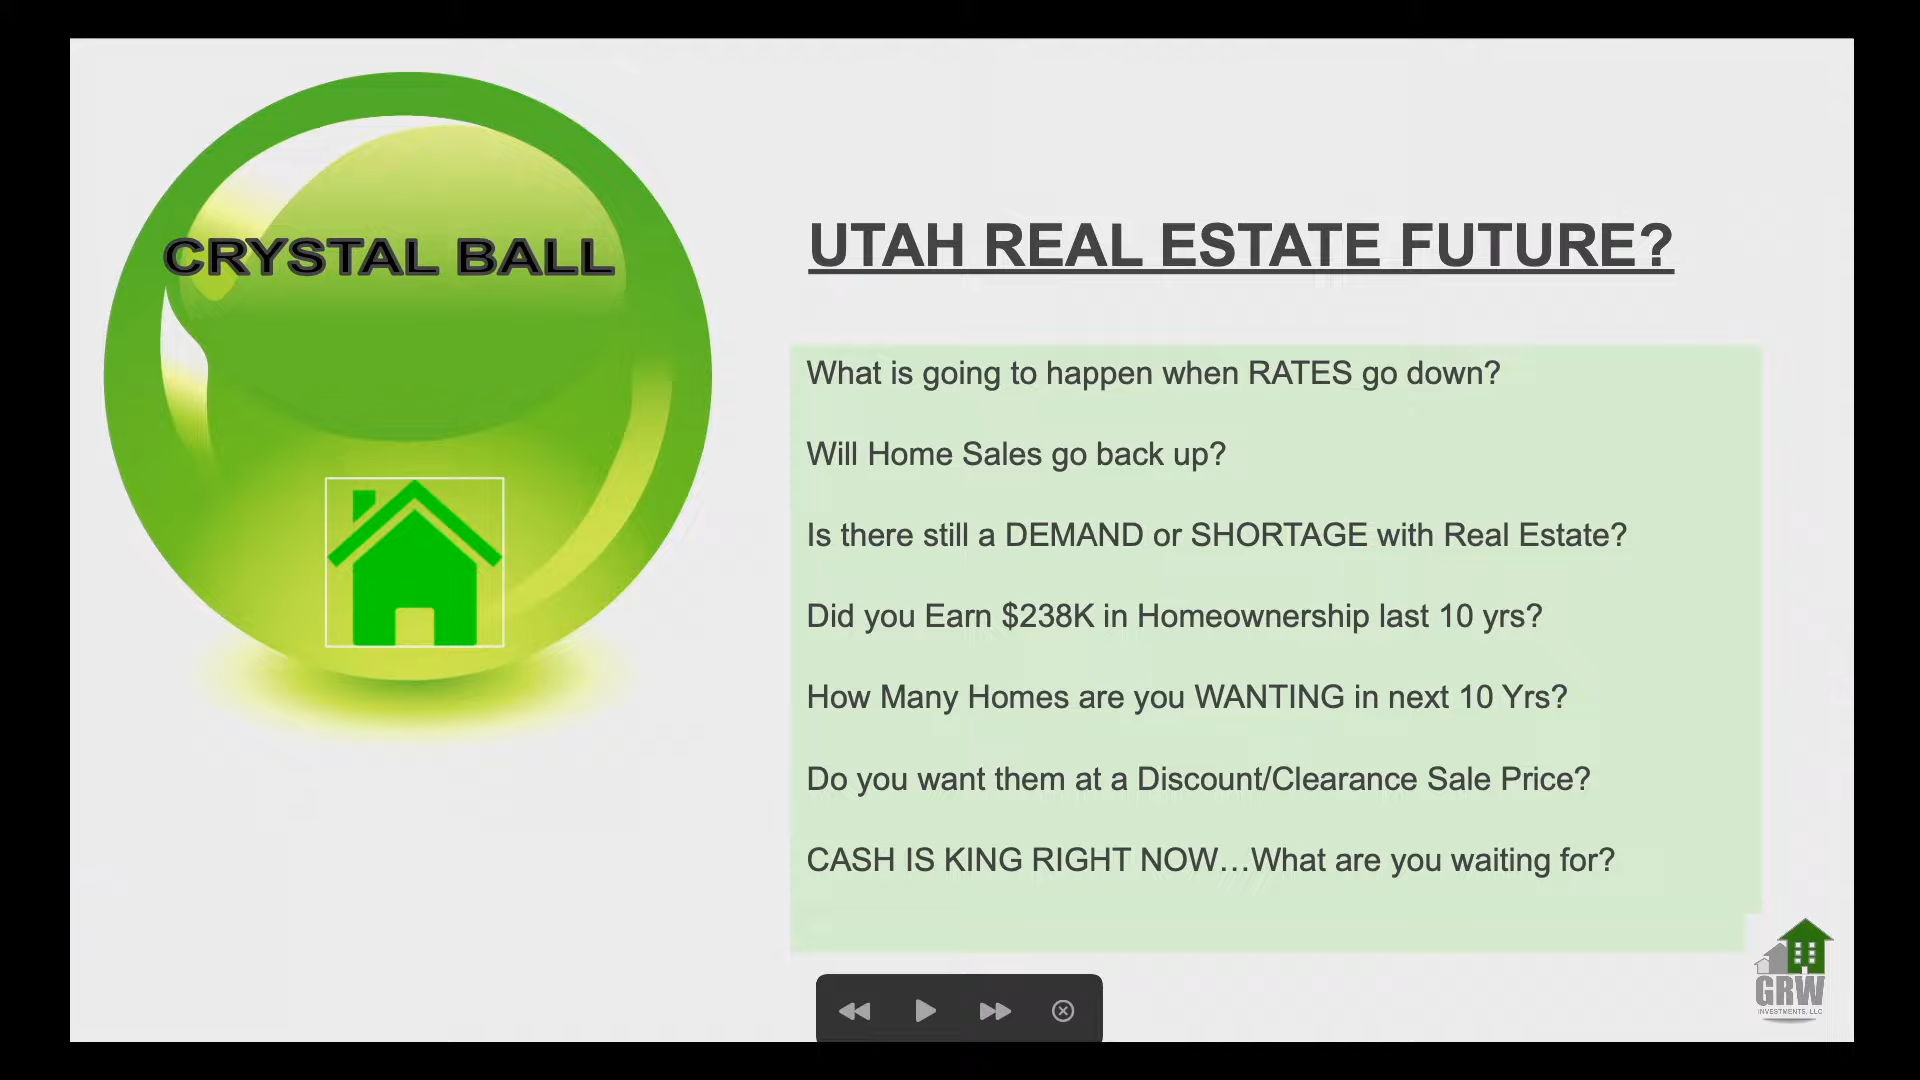 CRYSTAL BALL
UTAH REAL ESTATE FUTURE?
What is going to happen when RATES go down?
Will Home Sales go back up?
Is there still a DEMAND or SHORTAGE with Real Estate?
Did you Earn $238K in Homeownership last 10 yrs?
How Many Homes are you WANTING in next 10 Yrs?
Do you want them at a Discount/Clearance Sale Price?
CASH IS KING RIGHT NOW…What are you waiting for?
GRW
INVESTMENTS, LLC